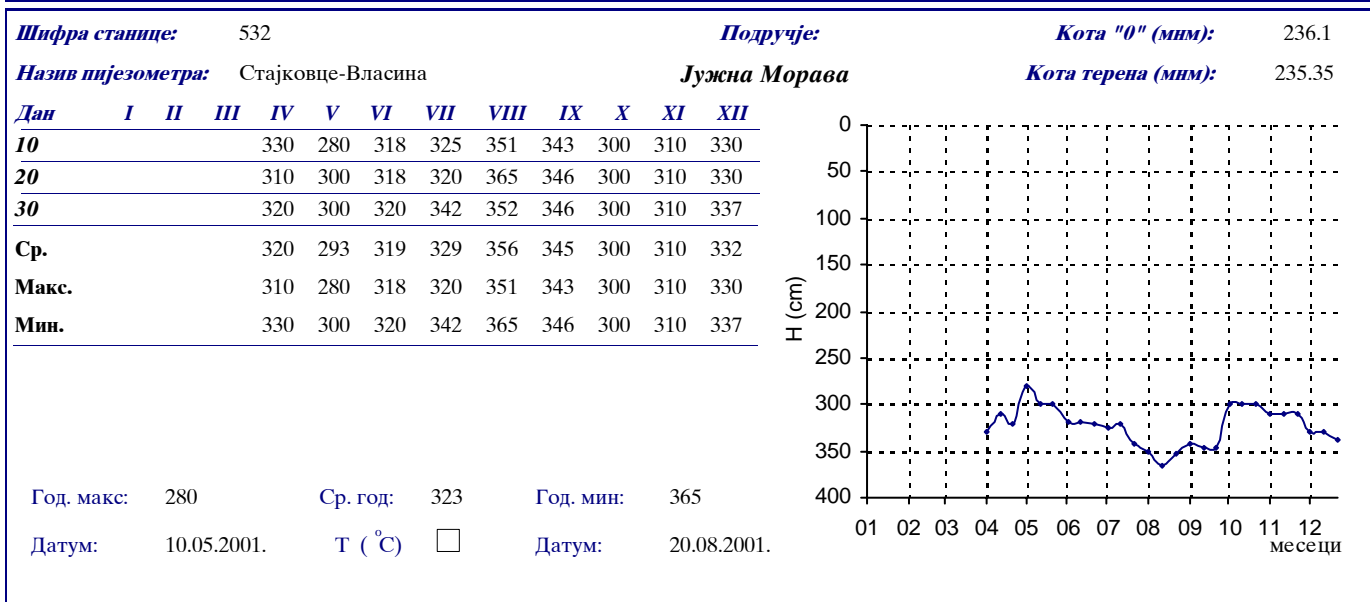 Шифра станице: 532 Подручје: Кота "0" (мнм): 236.1
Назив пијезометра: Стајковце-Власина Јужна Морава Кота терена (мнм): 235.35
Дан I II III IV V VI VII VIII IX X XI XII
10 330 280 318 325 351 343 300 310 330
20 310 300 318 320 365 346 300 310 330
30 320 300 320 342 352 346 300 310 337
Ср. 320 293 319 329 356 345 300 310 332
Макс. 310 280 318 320 351 343 300 310 330
Мин. 330 300 320 342 365 346 300 310 337
Год. макс: 280 Ср. год: 323 Год. мин: 365
Датум: 10.05.2001. T ( °C) Датум: 20.08.2001.
0
50
100
150
200
250
300
350
400
H (cm)
01 02 03 04 05 06 07 08 09 10 11 12
месеци